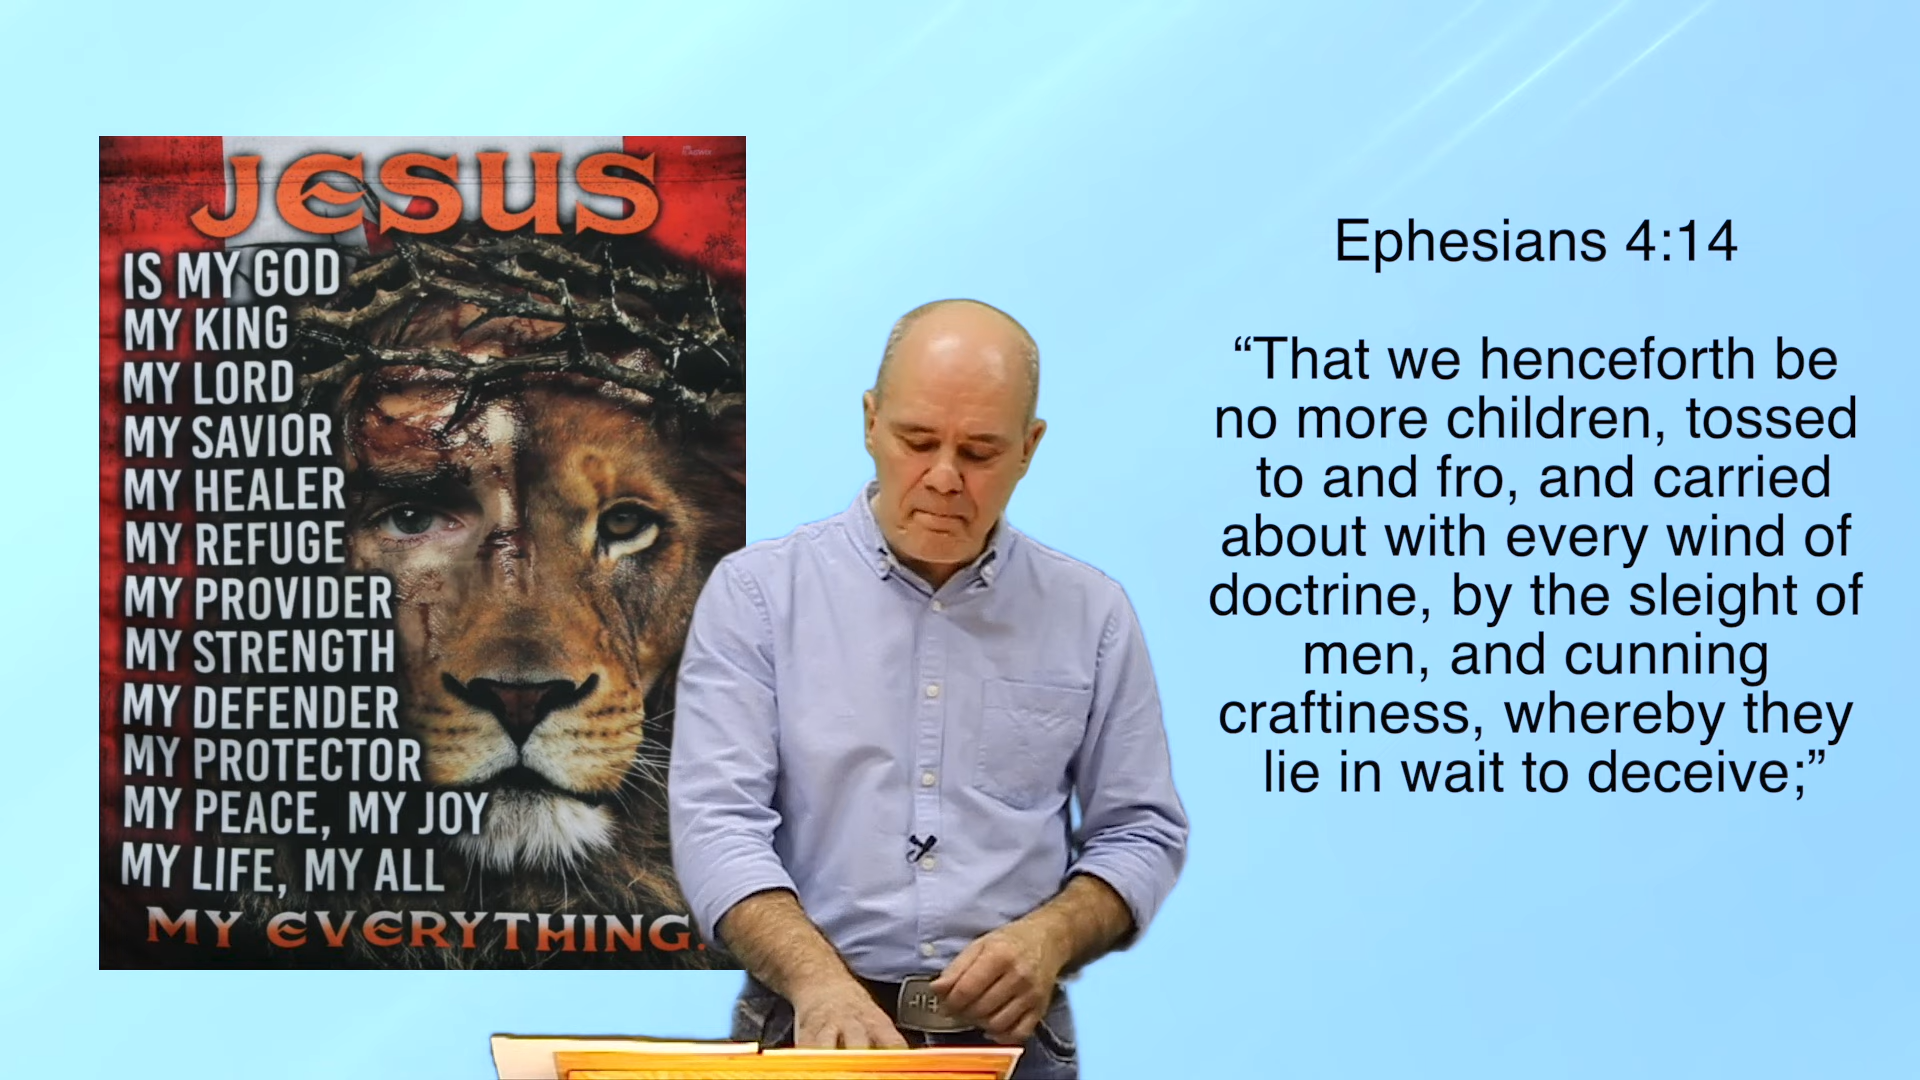 JESUS
IS MY GOD
MY KING
MY LORD
MY SAVIOR
MY HEALER
MY REFUGE
MY PROVIDER
MY STRENGTH
MY DEFENDER
MY PROTECTOR
MY PEACE, MY JOY
MY LIFE, MY ALL
MY EVERYTHING.
Ephesians 4:14
“That we henceforth be
no more children, tossed
to and fro, and carried
about with every wind of
doctrine, by the sleight of
men, and cunning
craftiness, whereby they
lie in wait to deceive;”